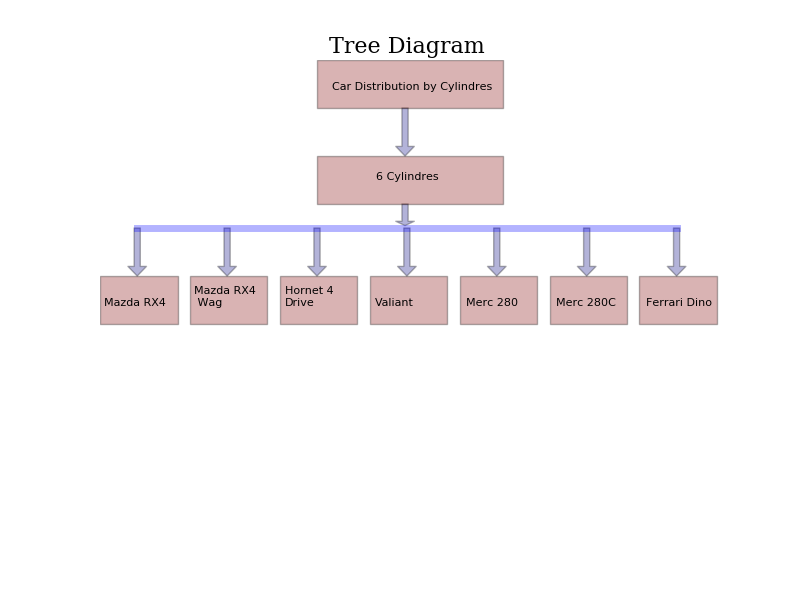 Tree Diagram
Car Distribution by Cylindres
6 Cylindres
Mazda RX4
Mazda RX4
Wag
Hornet 4
Drive
Valiant
Merc 280
Merc 280C
Ferrari Dino